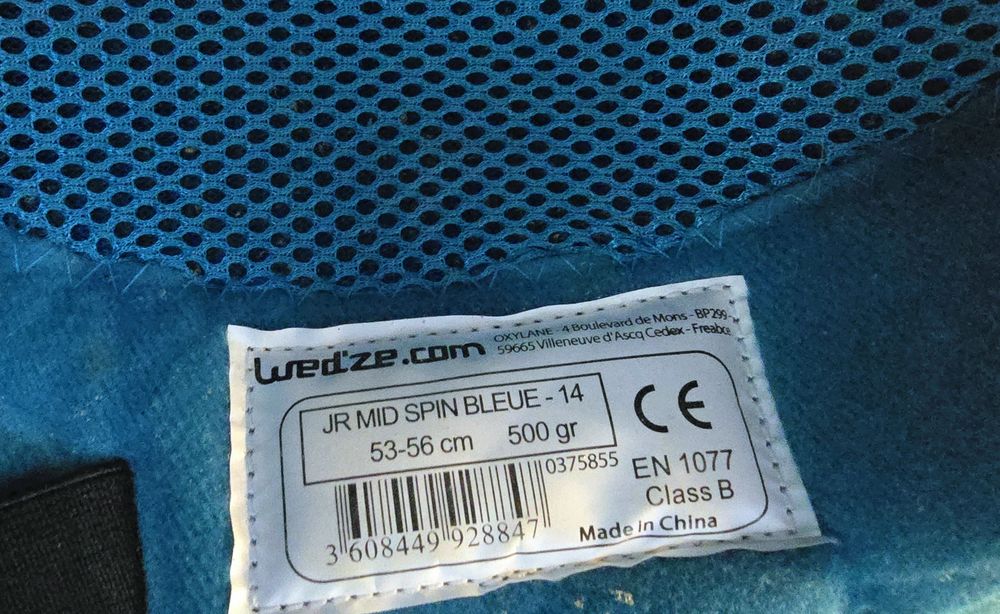 wed'ze.com
OXYLANE - 4 Boulevard de Mons - BP299 -
59665 Villeneuve d'Ascq Cedex - Freabce
JR MID SPIN BLEUE - 14
53-56 cm 500 gr
0375855
3 608449 928847
CE
EN 1077
Class B
Made in China